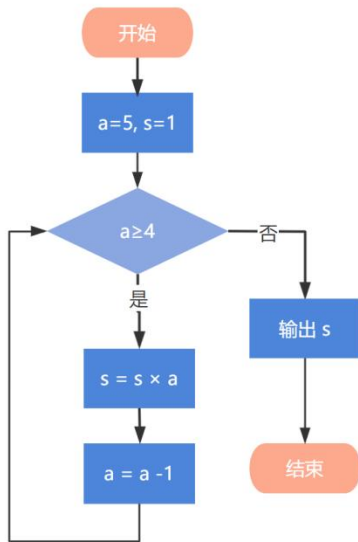 开始
a=5, s=1
a≥4
否
是
输出 s
s = s × a
a = a -1
结束